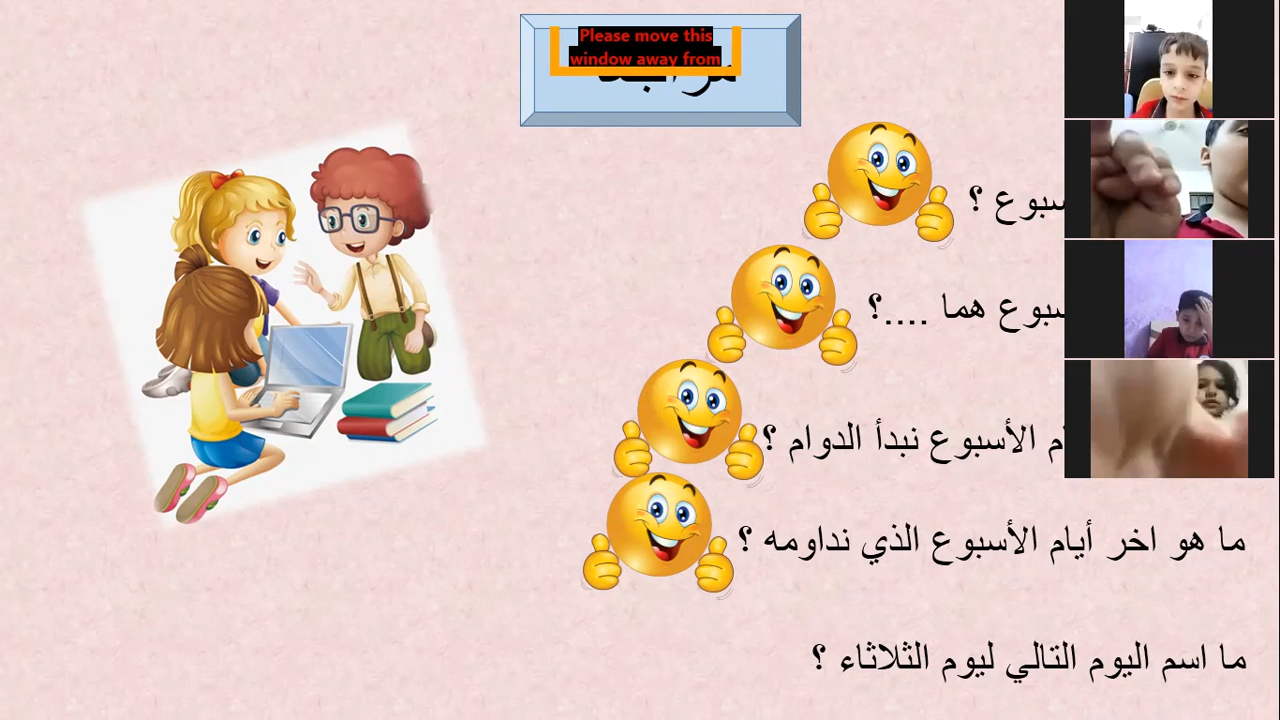 Please move this
window away from
سبوع ؟
سبوع هما ....؟
الأسبوع نبدأ الدوام ؟
ما هو اخر أيام الأسبوع الذي نداومه ؟
ما اسم اليوم التالي ليوم الثلاثاء ؟